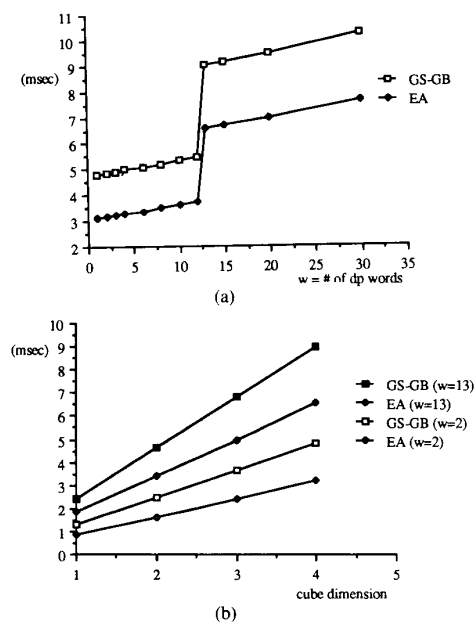 11
10
(msec)
9
8
GS-GB
7
EA
6
5
4
3
2
0 5 10 15 20 25 30 35
w = # of dp words
(a)
10
(msec)
9
8
7
GS-GB (w=13)
6
EA (w=13)
5
GS-GB (w=2)
4
EA (w=2)
3
2
1
0
1 2 3 4 5
cube dimension
(b)